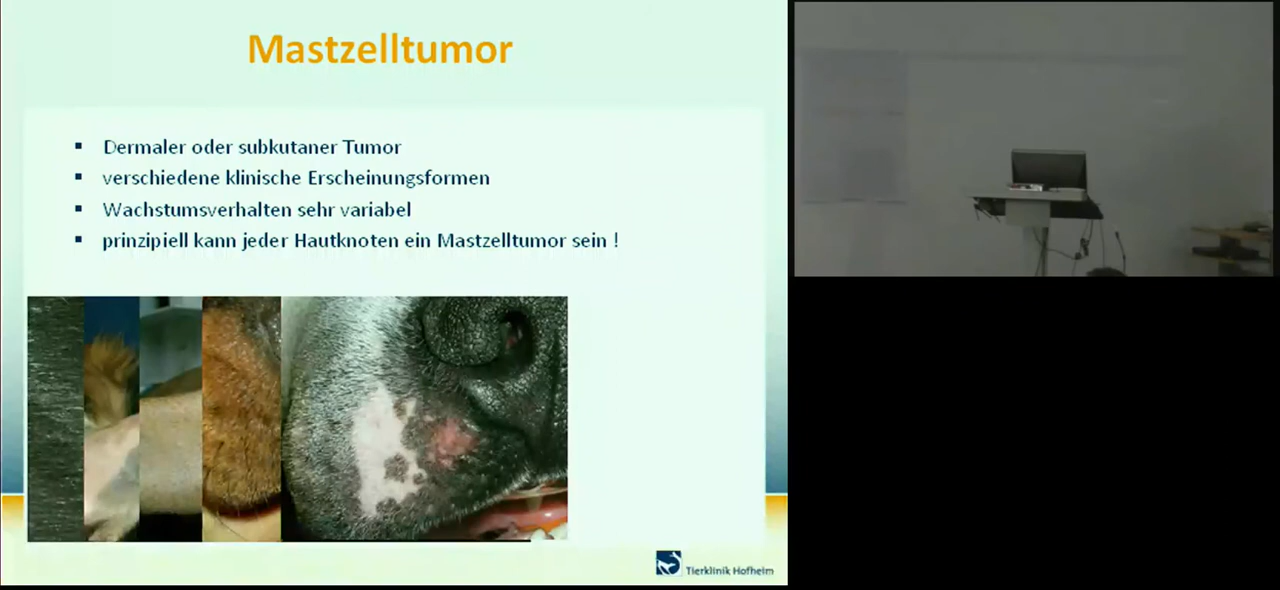 Mastzelltumor
▪ Dermaler oder subkutaner Tumor
▪ verschiedene klinische Erscheinungsformen
▪ Wachstumsverhalten sehr variabel
▪ prinzipiell kann jeder Hautknoten ein Mastzelltumor sein !
Tierklinik Hofheim